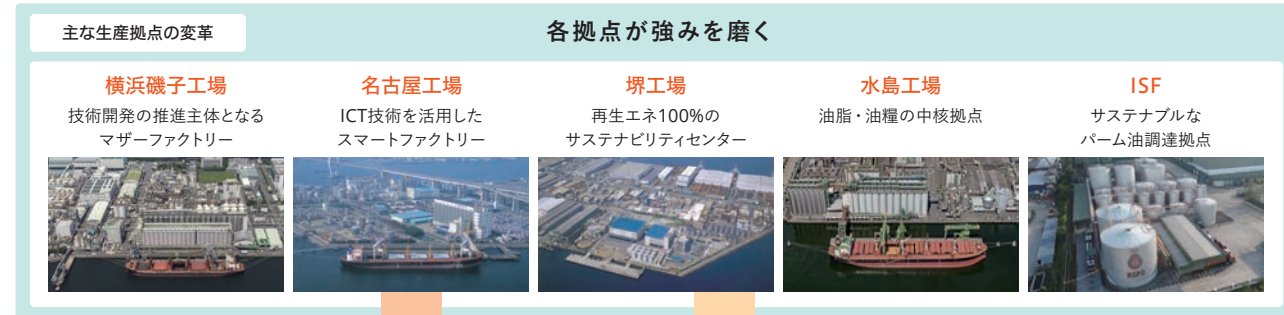 主な生産拠点の変革
各拠点が強みを磨く
横浜磯子工場
技術開発の推進主体となる
マザーファクトリー
名古屋工場
ICT技術を活用した
スマートファクトリー
堺工場
再生エネ100%の
サステナビリティセンター
水島工場
油脂・油糧の中核拠点
ISF
サステナブルな
パーム油調達拠点
RSPO